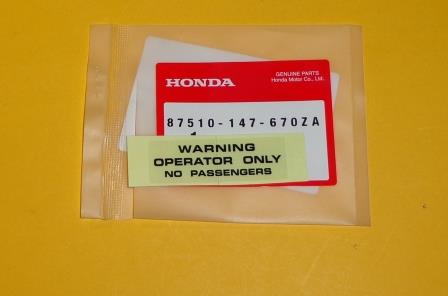 HONDA
GENUINE PARTS
Honda Motor Co., Ltd.
87510-147-670ZA
WARNING
OPERATOR ONLY
NO PASSENGERS